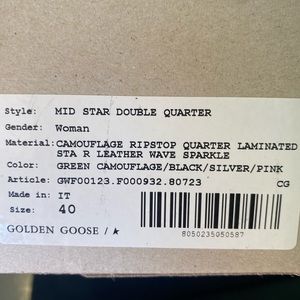 Style: MID STAR DOUBLE QUARTER
Gender: Woman
Material: CAMOUFLAGE RIPSTOP QUARTER LAMINATED
STA R LEATHER WAVE SPARKLE
Color: GREEN CAMOUFLAGE/BLACK/SILVER/PINK
Article: GWF00123.F000932.80723 CG
Made in: IT
Size: 40
GOLDEN GOOSE / ★
8050235050587